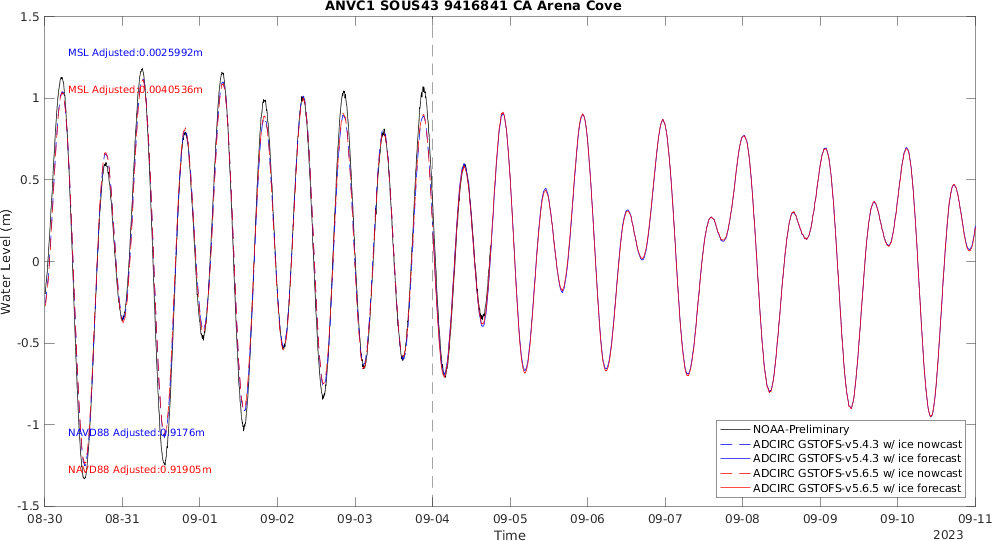 ANVC1 SOUS43 9416841 CA Arena Cove
1.5
1
0.5
0
-0.5
-1
-1.5
Water Level (m)
MSL Adjusted:0.0025992m
MSL Adjusted:0.0040536m
NAVD88 Adjusted:0.9176m
NAVD88 Adjusted:0.91905m
NOAA-Preliminary
ADCIRC GSTOFS-v5.4.3 w/ ice nowcast
ADCIRC GSTOFS-v5.4.3 w/ ice forecast
ADCIRC GSTOFS-v5.6.5 w/ ice nowcast
ADCIRC GSTOFS-v5.6.5 w/ ice forecast
08-30 08-31 09-01 09-02 09-03 09-04 09-05 09-06 09-07 09-08 09-09 09-10 09-11
Time
2023